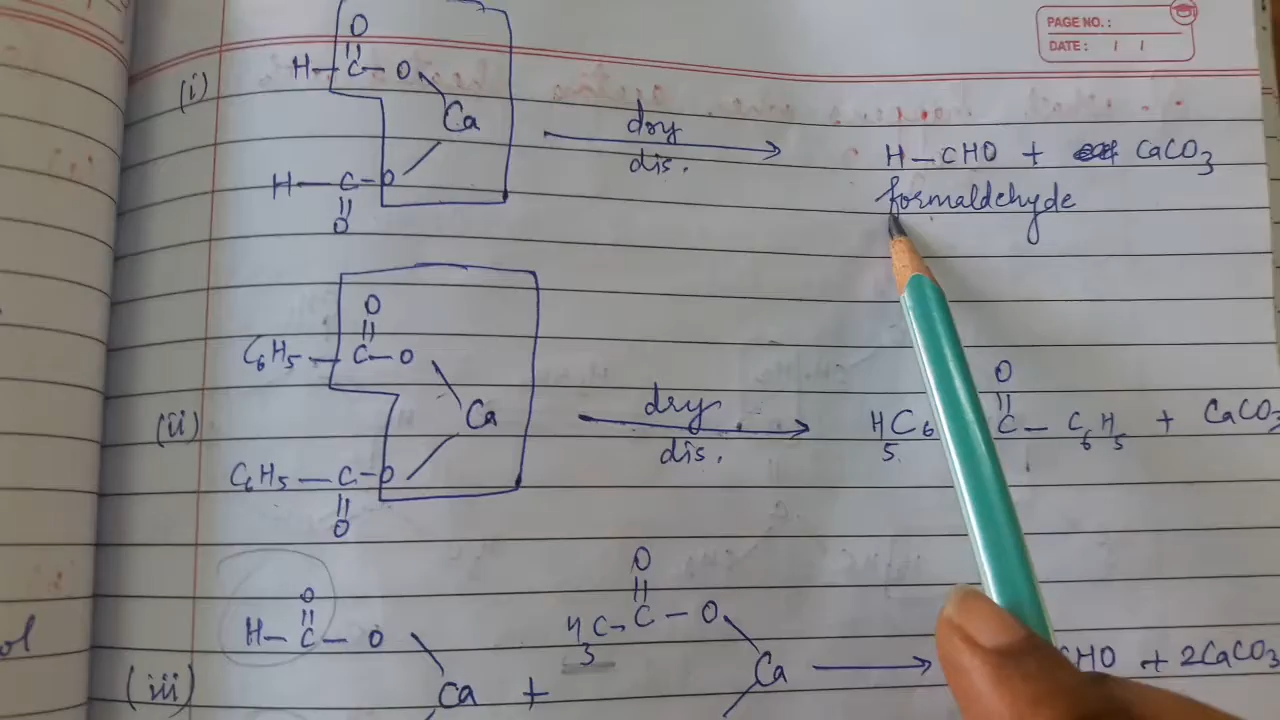 PAGE NO. :
DATE : / /
(i)
O
||
H — C — O
Ca
H — C — O
||
O
dry
dis.
H — CHO + CaCO3
formaldehyde
(ii)
O
||
C6H5 — C — O
Ca
C6H5 — C — O
||
O
dry
dis.
O
||
H5C6 C — C6H5 + CaCO3
(iii)
O
||
H — C — O
Ca
+
O
||
H3C — C — O
Ca
CHO + 2CaCO3
ol